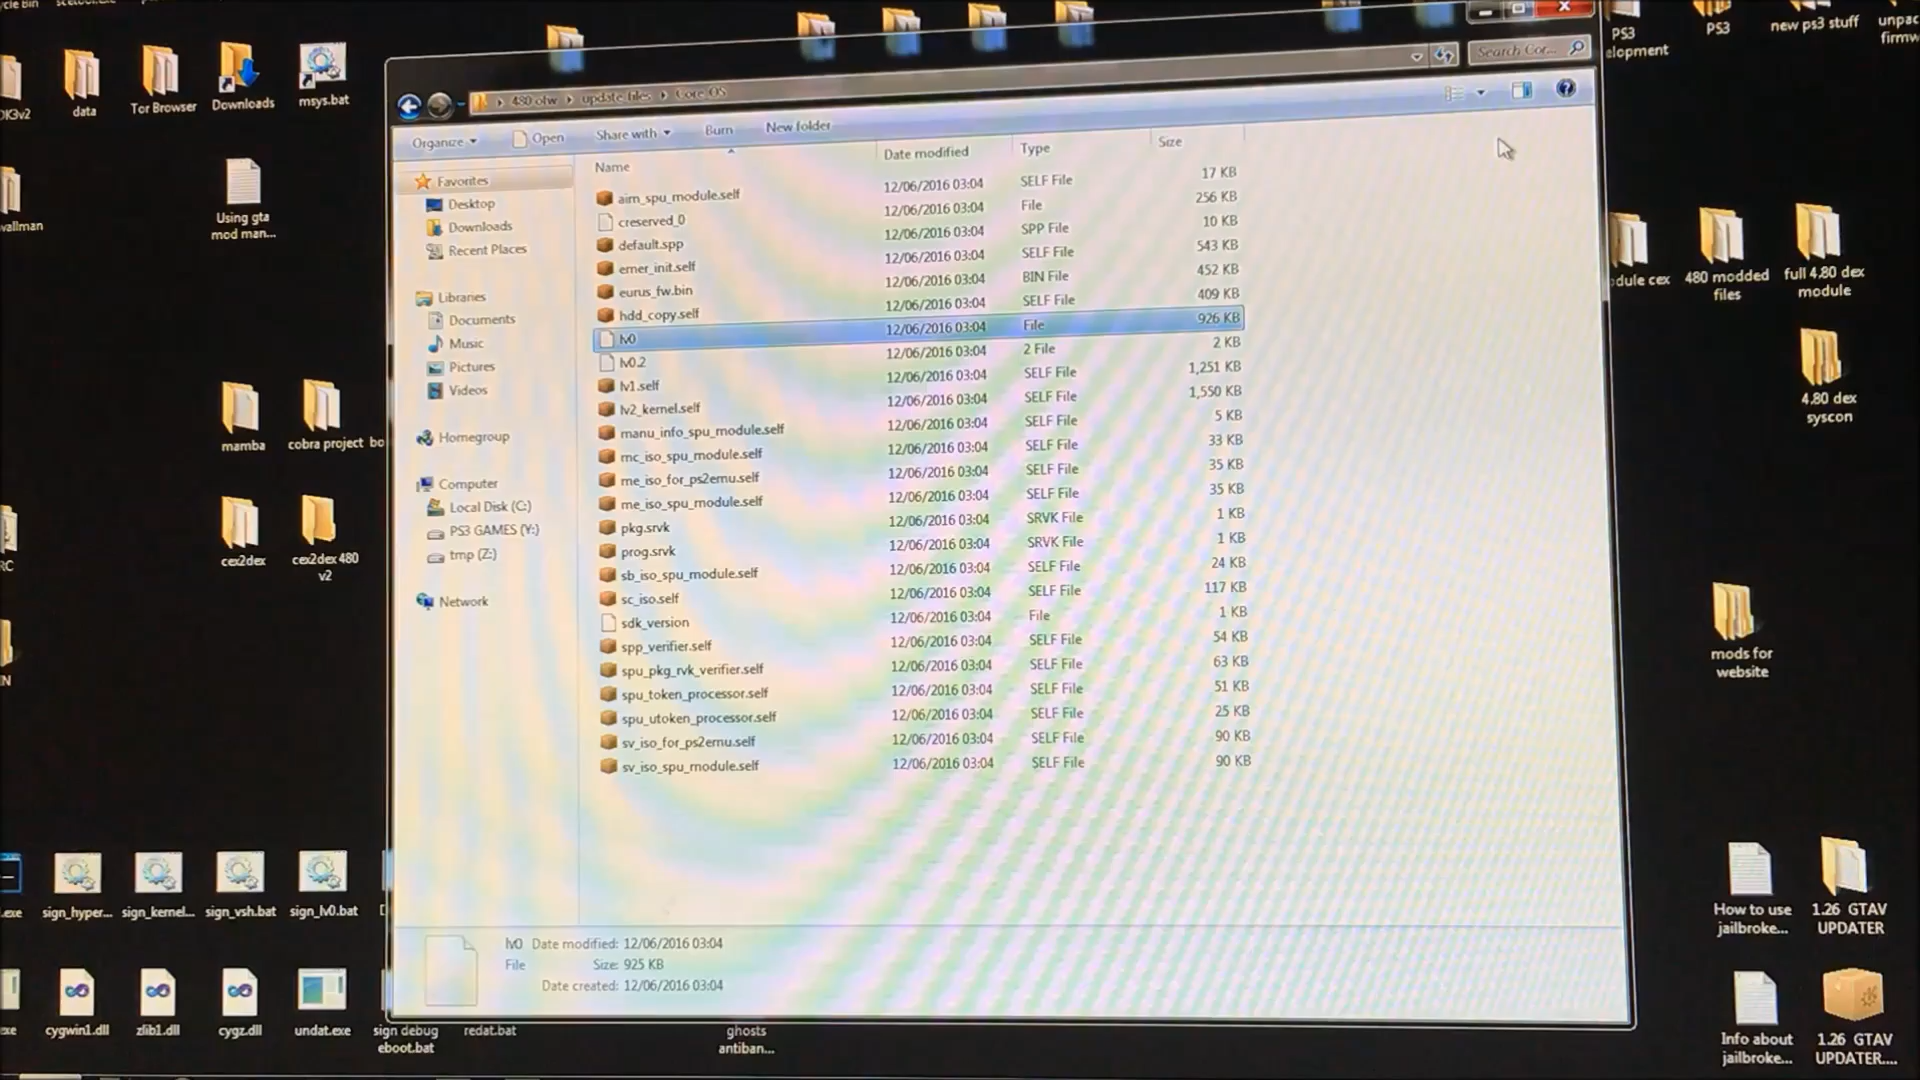 PS3
elopment
PS3
new ps3 stuff
unpac
firmw
data
Tor Browser
Downloads
msys.bat
Using gta
mod man...
mamba
cobra project
bo
cex2dex
cex2dex 480
v2
sign_hyper...
sign_kernel...
sign_vsh.bat
sign_lv0.bat
.exe
cygwin1.dll
zlib1.dll
cygz.dll
undat.exe
sign debug
eboot.bat
redat.bat
ghosts
antiban...
480 ofw
update files
Core OS
Search Cor...
Organize
Open
Share with
Burn
New folder
Favorites
Desktop
Downloads
Recent Places
Libraries
Documents
Music
Pictures
Videos
Homegroup
Computer
Local Disk (C:)
PS3 GAMES (Y:)
tmp (Z:)
Network
Name Date modified Type Size
aim_spu_module.self 12/06/2016 03:04 SELF File 17 KB
creserved_0 12/06/2016 03:04 File 256 KB
default.spp 12/06/2016 03:04 SPP File 10 KB
emer_init.self 12/06/2016 03:04 SELF File 543 KB
eurus_fw.bin 12/06/2016 03:04 BIN File 452 KB
hdd_copy.self 12/06/2016 03:04 SELF File 409 KB
lv0 12/06/2016 03:04 File 926 KB
lv0.2 12/06/2016 03:04 2 File 2 KB
lv1.self 12/06/2016 03:04 SELF File 1,251 KB
lv2_kernel.self 12/06/2016 03:04 SELF File 1,550 KB
manu_info_spu_module.self 12/06/2016 03:04 SELF File 5 KB
mc_iso_spu_module.self 12/06/2016 03:04 SELF File 33 KB
me_iso_for_ps2emu.self 12/06/2016 03:04 SELF File 35 KB
me_iso_spu_module.self 12/06/2016 03:04 SELF File 35 KB
pkg.srvk 12/06/2016 03:04 SRVK File 1 KB
prog.srvk 12/06/2016 03:04 SRVK File 1 KB
sb_iso_spu_module.self 12/06/2016 03:04 SELF File 24 KB
sc_iso.self 12/06/2016 03:04 SELF File 117 KB
sdk_version 12/06/2016 03:04 File 1 KB
spp_verifier.self 12/06/2016 03:04 SELF File 54 KB
spu_pkg_rvk_verifier.self 12/06/2016 03:04 SELF File 63 KB
spu_token_processor.self 12/06/2016 03:04 SELF File 51 KB
spu_utoken_processor.self 12/06/2016 03:04 SELF File 25 KB
sv_iso_for_ps2emu.self 12/06/2016 03:04 SELF File 90 KB
sv_iso_spu_module.self 12/06/2016 03:04 SELF File 90 KB
lv0 Date modified: 12/06/2016 03:04
File Size: 925 KB
Date created: 12/06/2016 03:04
dule cex
480 modded
files
full 4.80 dex
module
4.80 dex
syscon
mods for
website
How to use
jailbroke...
1.26 GTAV
UPDATER
Info about
jailbroke...
1.26 GTAV
UPDATER....